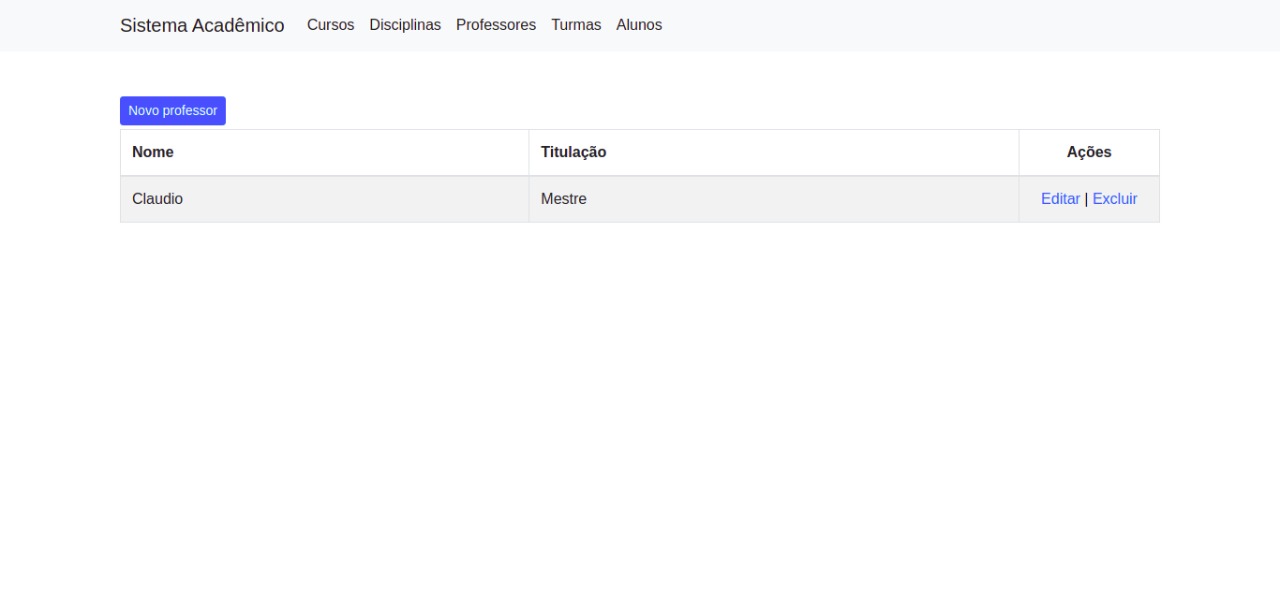 Sistema Acadêmico Cursos Disciplinas Professores Turmas Alunos
Novo professor
Nome Titulação Ações
Claudio Mestre Editar | Excluir